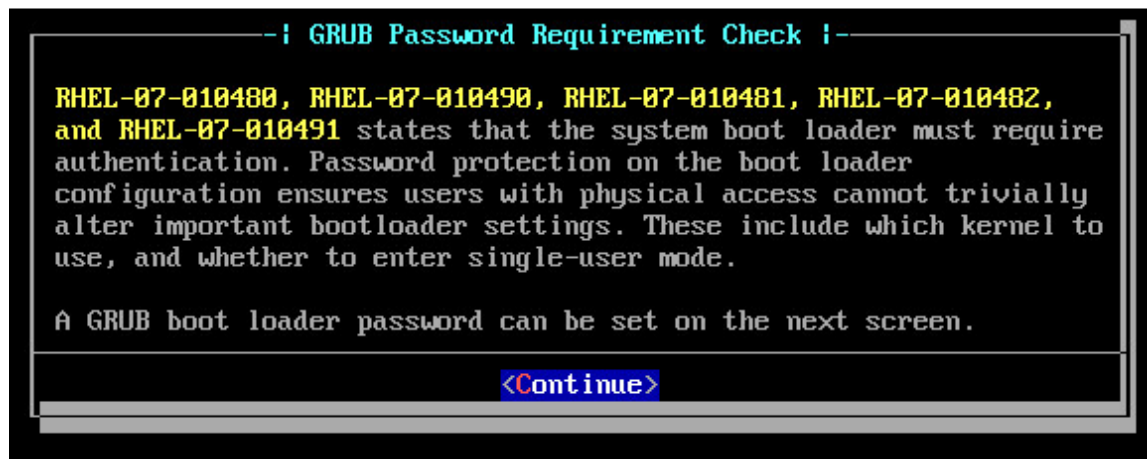 -| GRUB Password Requirement Check |-
RHEL-07-010480, RHEL-07-010490, RHEL-07-010481, RHEL-07-010482,
and RHEL-07-010491 states that the system boot loader must require
authentication. Password protection on the boot loader
configuration ensures users with physical access cannot trivially
alter important bootloader settings. These include which kernel to
use, and whether to enter single-user mode.
A GRUB boot loader password can be set on the next screen.
<Continue>